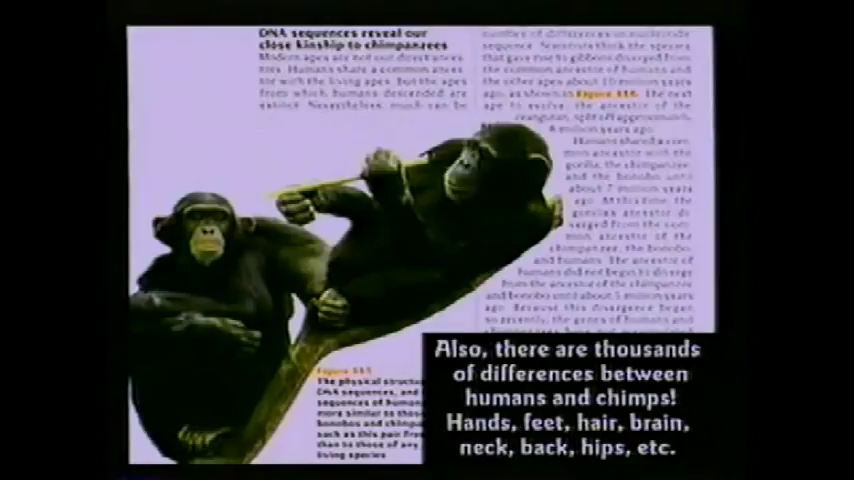 DNA sequences reveal our
close kinship to chimpanzees
Modern apes are not our direct ances
tors. Humans share a common ances
tor with the living apes, but the apes
from which humans descended are
extinct. Nevertheless, much can be
number of differences in nucleotide
sequence. Scientists think the species
that gave rise to gibbons diverged from
the common ancestor of humans and
the other apes about 10 million years
ago, as shown in Figure The next
ape to evolve, the ancestor of the
orangutan, split off approximately
million years ago.
Humans shared a com
mon ancestor with the
gorilla, the chimpanzee
and the bonobo until
about 7 million years
ago. At this time, the
gorillas ancestor di
verged from the com
mon ancestor of the
chimpanzee, the bonobo
and humans. The ancestor of
humans did not begin to diverge
from the ancestor of the chimpanzee
and bonobo until about 5 million years
ago. Because this divergence began
so recently, the genes of humans and
Figure
The physical structu
DNA sequences, and
sequences of human
more similar to those
bonobos and chimpa
such as this pair from
than to those of any
living species
Also, there are thousands
of differences between
humans and chimps!
Hands, feet, hair, brain,
neck, back, hips, etc.